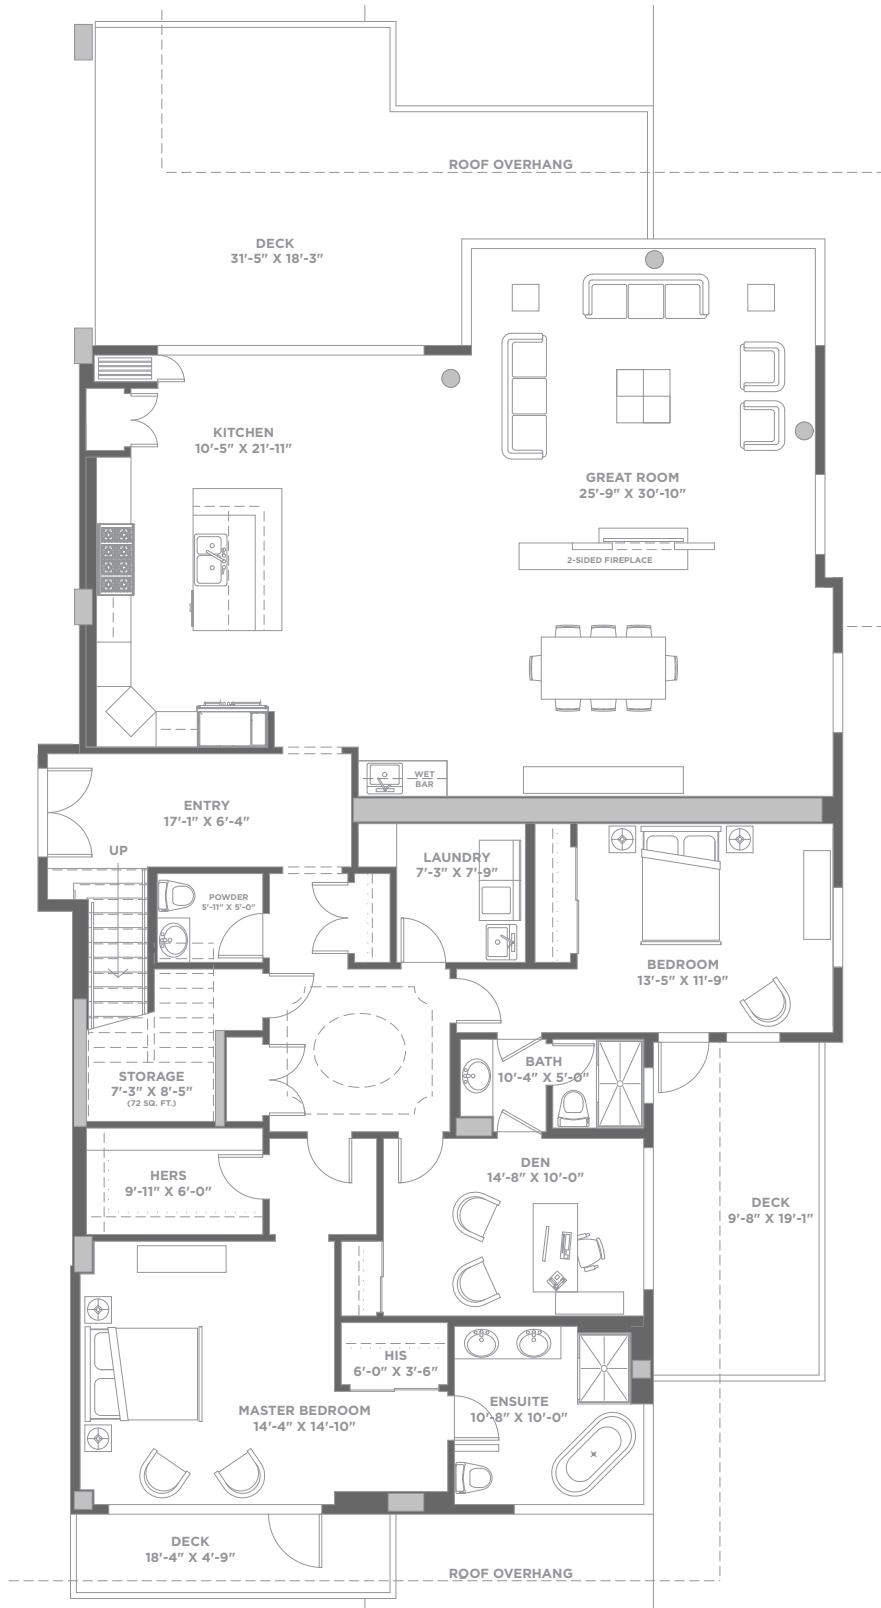 ROOF OVERHANG
DECK
31'-5" X 18'-3"
KITCHEN
10'-5" X 21'-11"
GREAT ROOM
25'-9" X 30'-10"
2-SIDED FIREPLACE
WET
BAR
ENTRY
17'-1" X 6'-4"
UP
LAUNDRY
7'-3" X 7'-9"
POWDER
5'-11" X 5'-0"
BEDROOM
13'-5" X 11'-9"
BATH
10'-4" X 5'-0"
STORAGE
7'-3" X 8'-5"
(72 SQ. FT.)
HERS
9'-11" X 6'-0"
DEN
14'-8" X 10'-0"
DECK
9'-8" X 19'-1"
HIS
6'-0" X 3'-6"
MASTER BEDROOM
14'-4" X 14'-10"
ENSUITE
10'-8" X 10'-0"
DECK
18'-4" X 4'-9"
ROOF OVERHANG